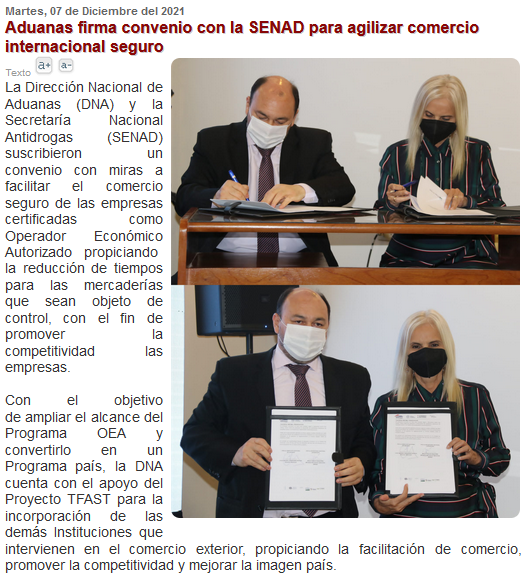 Martes, 07 de Diciembre del 2021
Aduanas firma convenio con la SENAD para agilizar comercio
internacional seguro
Texto a+ a-
La Dirección Nacional de
Aduanas (DNA) y la
Secretaría Nacional
Antidrogas (SENAD)
suscribieron un
convenio con miras a
facilitar el comercio
seguro de las empresas
certificadas como
Operador Económico
Autorizado propiciando
la reducción de tiempos
para las mercaderías
que sean objeto de
control, con el fin de
promover la
competitividad las
empresas.
Con el objetivo
de ampliar el alcance del
Programa OEA y
convertirlo en un
Programa país, la DNA
cuenta con el apoyo del
Proyecto TFAST para la
incorporación de las
demás Instituciones que
intervienen en el comercio exterior, propiciando la facilitación de comercio,
promover la competitividad y mejorar la imagen país.